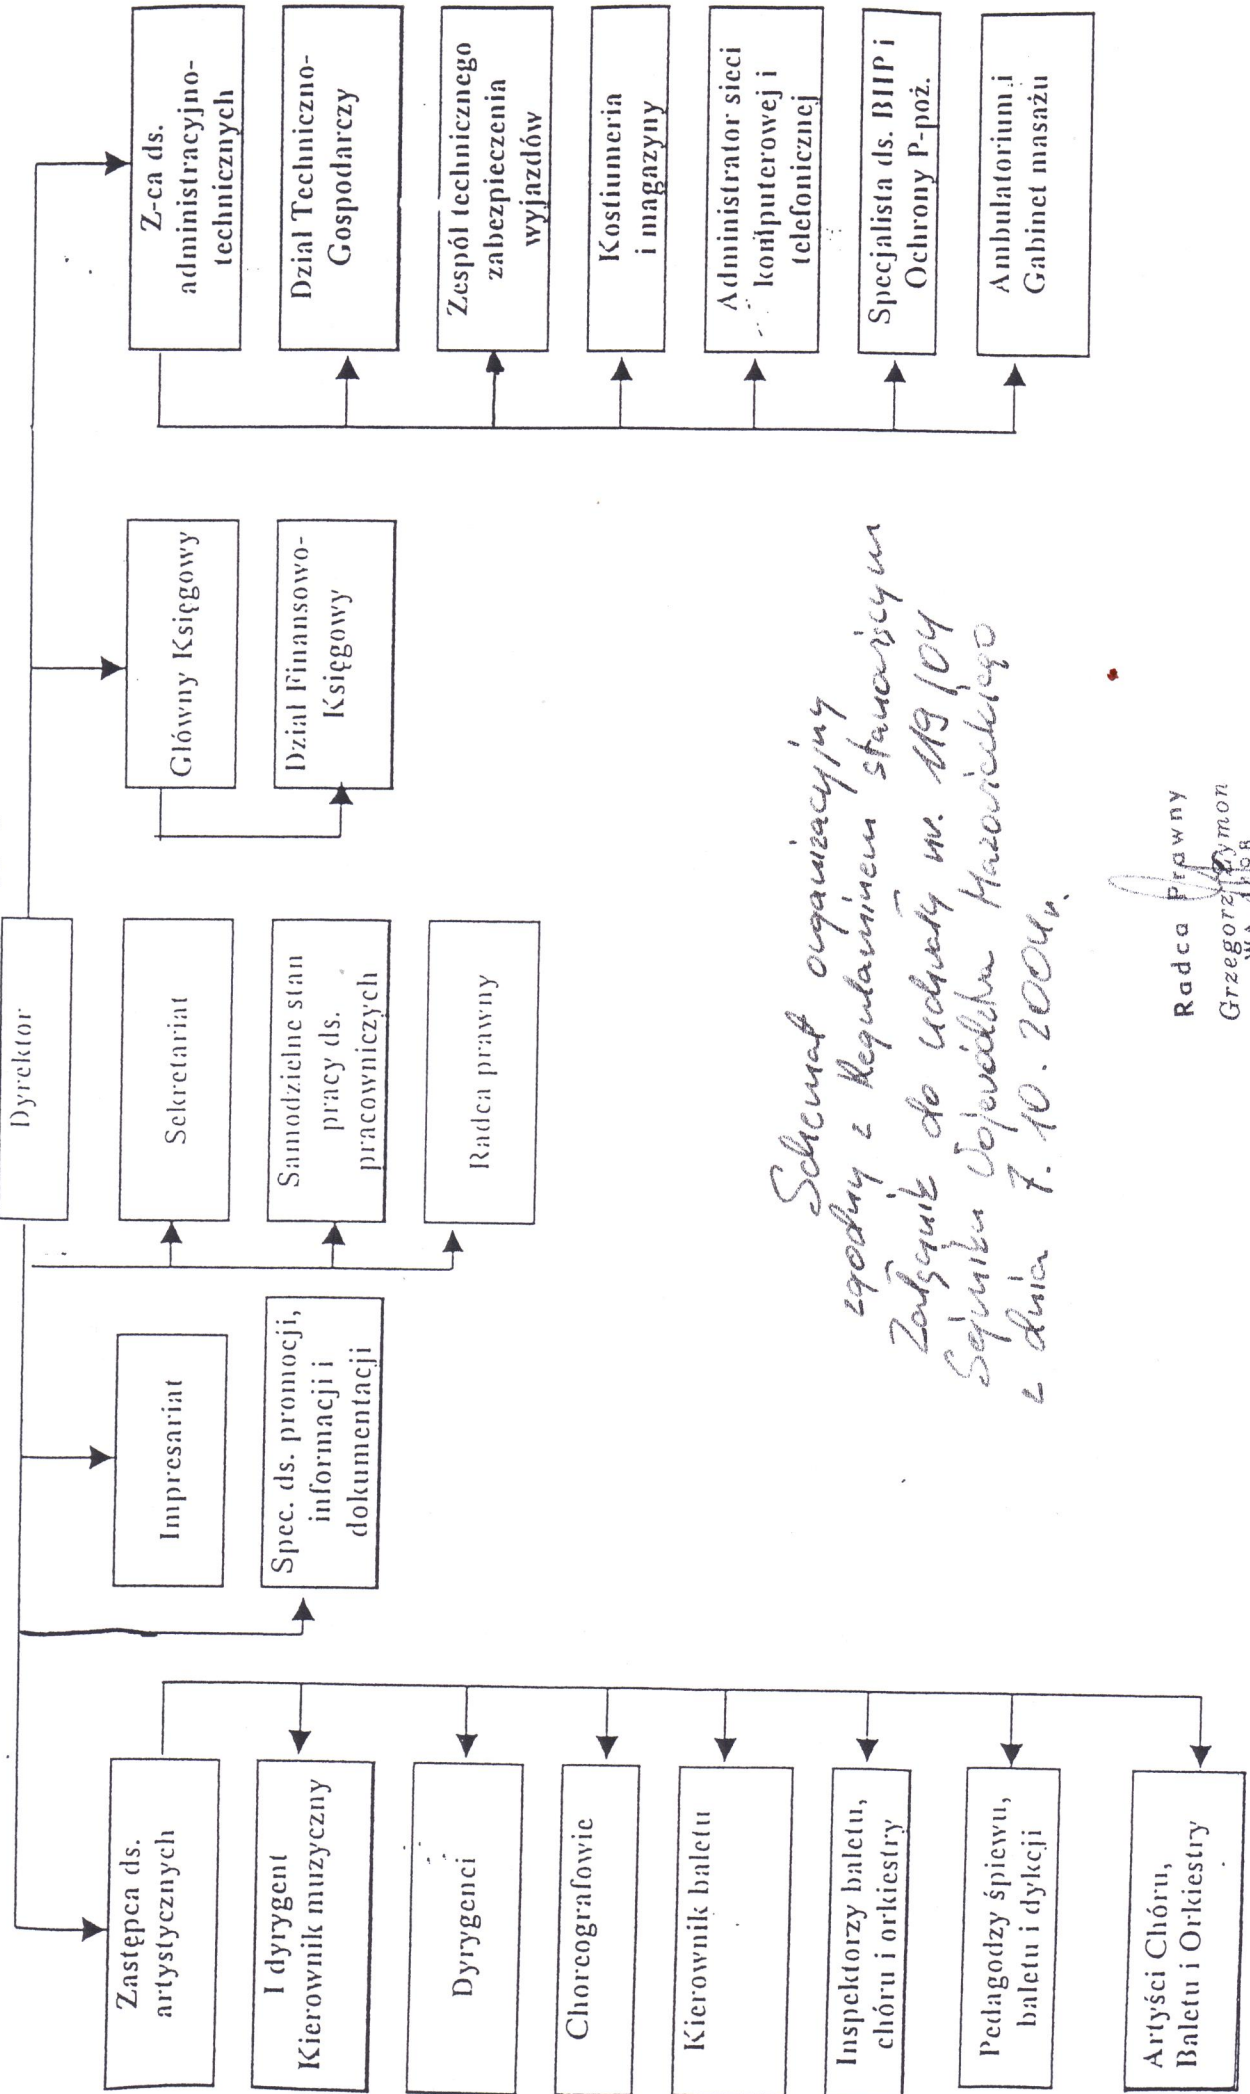 Dyrektor
Zastępca ds.
artystycznych
I dyrygent
Kierownik muzyczny
Dyrygenci
Choreografowie
Kierownik baletu
Inspektorzy baletu,
chóru i orkiestry
Pedagodzy śpiewu,
baletu i dykcji
Artyści Chóru,
Baletu i Orkiestry
Impresariat
Spec. ds. promocji,
informacji i
dokumentacji
Sekretariat
Samodzielne stan
pracy ds.
pracowniczych
Radca prawny
Główny Księgowy
Dział Finansowo-
Księgowy
Z-ca ds.
administracyjno-
technicznych
Dział Techniczno-
Gospodarczy
Zespół technicznego
zabezpieczenia
wyjazdów
Kostiumeria
i magazyny
Administrator sieci
komputerowej i
telefonicznej
Specjalista ds. BHP i
Ochrony P-poż.
Ambulatorium i
Gabinet masażu
Schemat organizacyjny
zgodny z Regulaminem stanowiącym
Załącznik do uchwały nr. 119/04
Sejmiku Województwa Mazowieckiego
z dnia 7.10.2004r.
Radca Prawny
Grzegorz Szymon